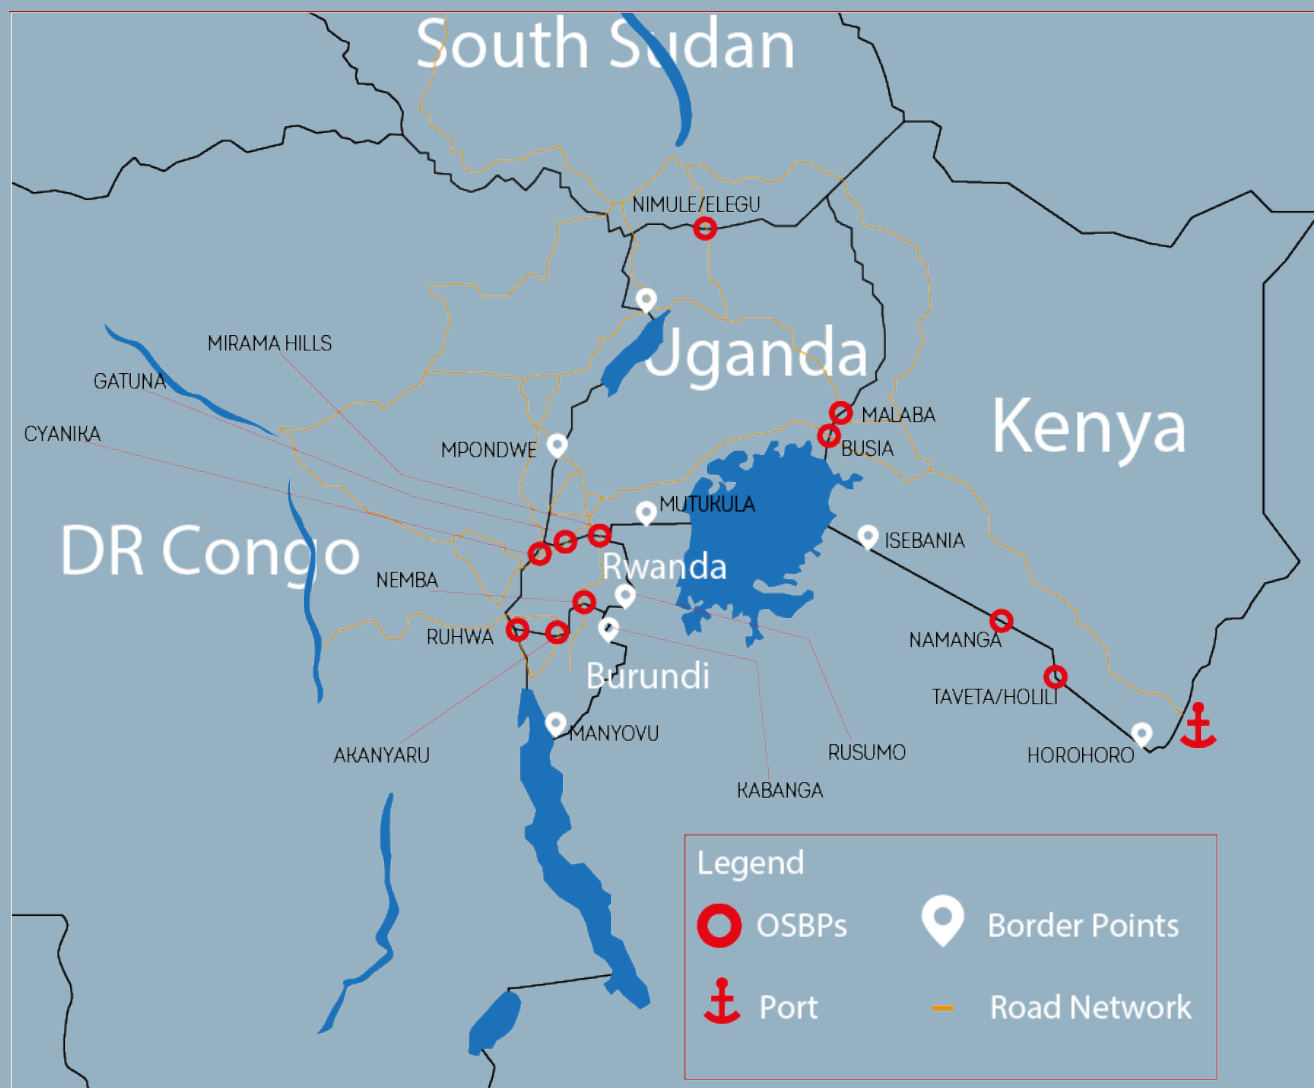 South Sudan
NIMULE/ELEGU
MIRAMA HILLS
Uganda
GATUNA
MALABA
Kenya
CYANIKA
MPONDWE
BUSIA
MUTUKULA
DR Congo
ISEBANIA
Rwanda
NEMBA
RUHWA
NAMANGA
Burundi
TAVETA/HOLILI
MANYOVU
AKANYARU
RUSUMO
HOROHORO
KABANGA
Legend
OSBPs
Border Points
Port
Road Network